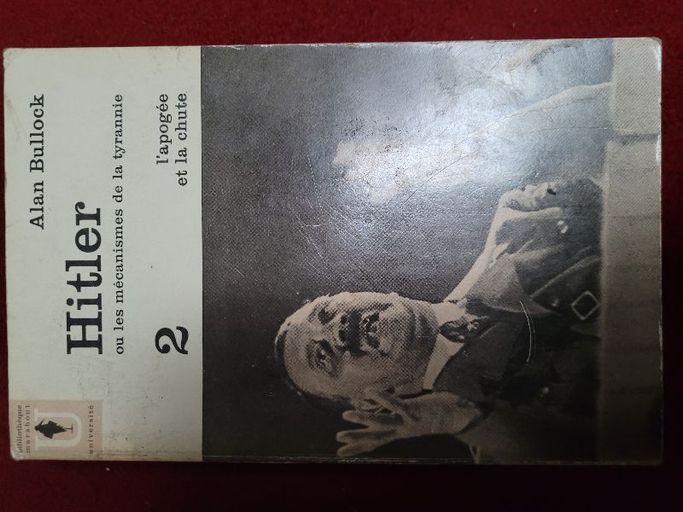 Alan Bullock
Hitler
ou les mécanismes de la tyrannie
2
l'apogée
et la chute
bibliothèque
marabout
université